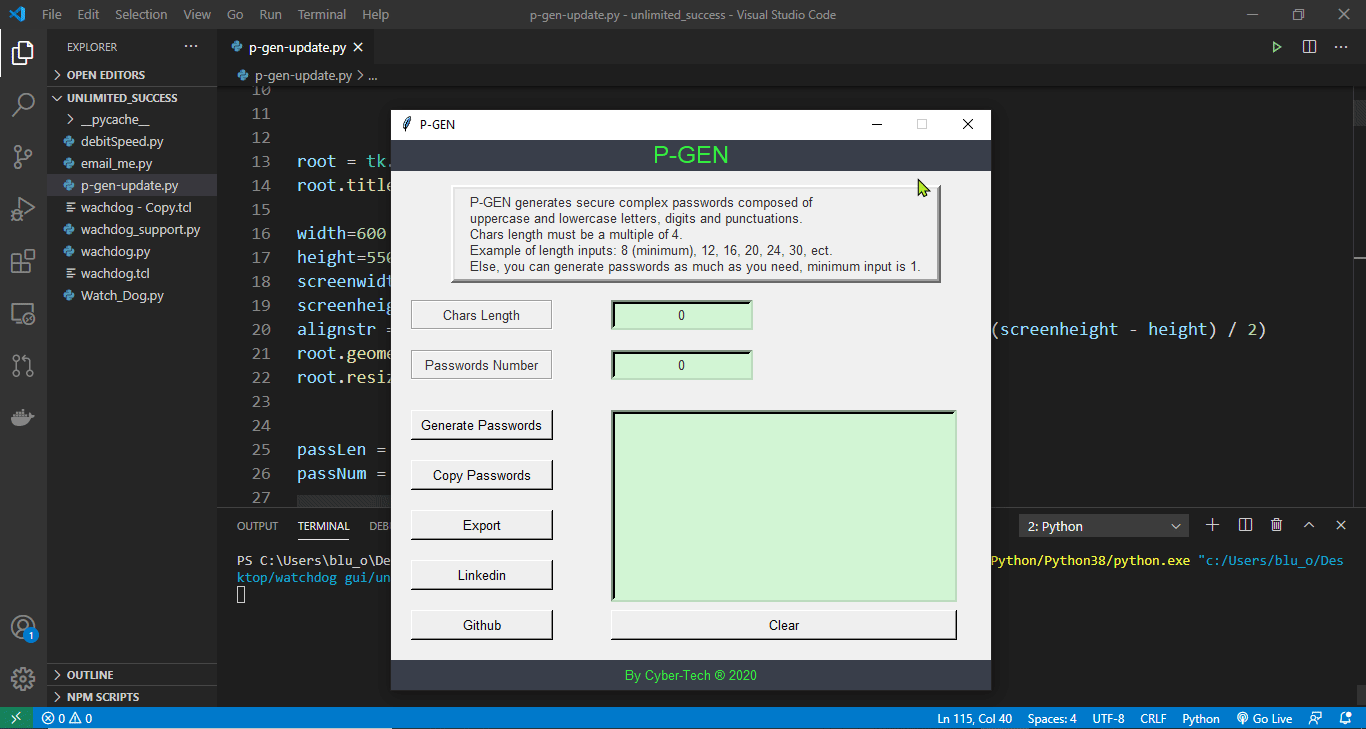 File Edit Selection View Go Run Terminal Help
p-gen-update.py - unlimited_success - Visual Studio Code
EXPLORER
OPEN EDITORS
UNLIMITED_SUCCESS
__pycache__
debitSpeed.py
email_me.py
p-gen-update.py
wachdog - Copy.tcl
wachdog_support.py
wachdog.py
wachdog.tcl
Watch_Dog.py
OUTLINE
NPM SCRIPTS
p-gen-update.py
p-gen-update.py > ...
10
11
12
13 root = tk.
14 root.title
15
16 width=600
17 height=550
18 screenwidt
19 screenheig
20 alignstr = (screenheight - height) / 2)
21 root.geome
22 root.resiz
23
24
25 passLen =
26 passNum =
27
P-GEN
P-GEN
P-GEN generates secure complex passwords composed of
uppercase and lowercase letters, digits and punctuations.
Chars length must be a multiple of 4.
Example of length inputs: 8 (minimum), 12, 16, 20, 24, 30, ect.
Else, you can generate passwords as much as you need, minimum input is 1.
Chars Length 0
Passwords Number 0
Generate Passwords
Copy Passwords
Export
Linkedin
Github
Clear
By Cyber-Tech ® 2020
OUTPUT TERMINAL DEB
2: Python
PS C:\Users\blu_o\De Python/Python38/python.exe "c:/Users/blu_o/Des
ktop/watchdog gui/un
1
0 0
Ln 115, Col 40 Spaces: 4 UTF-8 CRLF Python Go Live